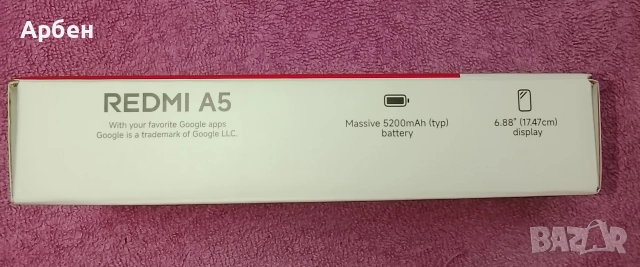 Арбен
REDMI A5
With your favorite Google apps
Google is a trademark of Google LLC.
Massive 5200mAh (typ)
battery
6.88" (17.47cm)
display
BAZAR